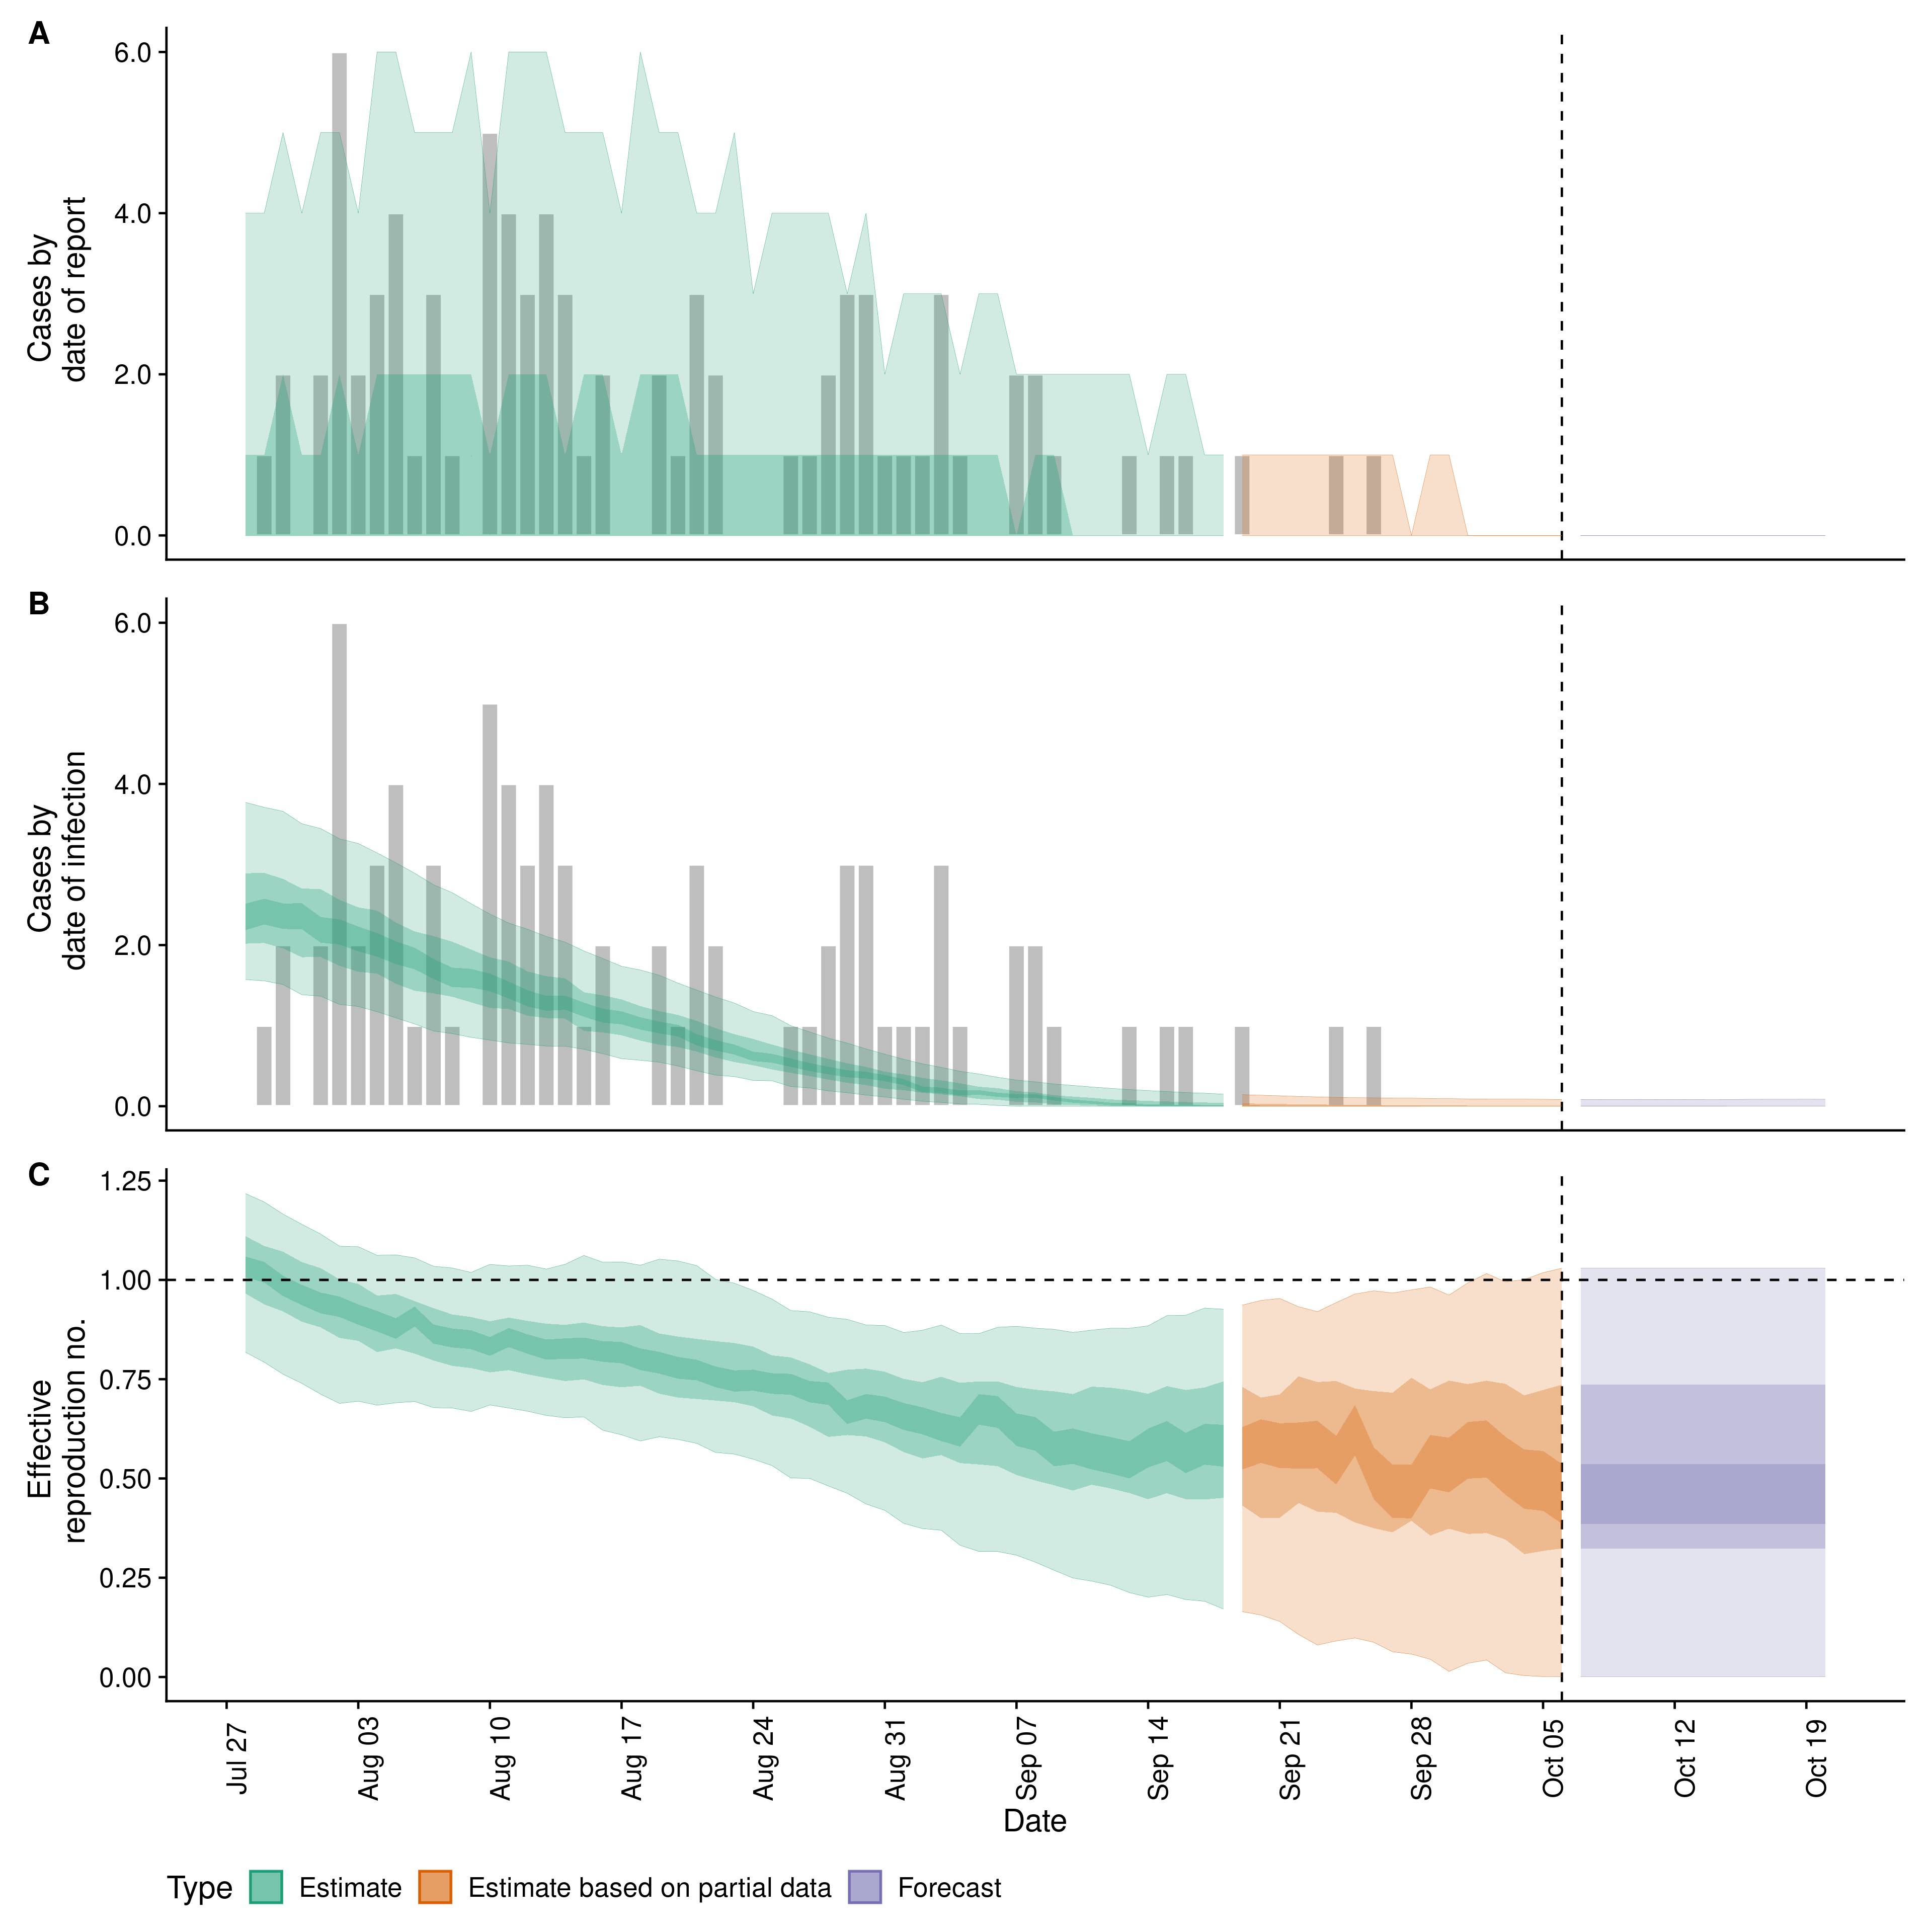 A
Cases by
date of report
6.0
4.0
2.0
0.0
B
Cases by
date of infection
6.0
4.0
2.0
0.0
C
Effective
reproduction no.
1.25
1.00
0.75
0.50
0.25
0.00
Jul 27
Aug 03
Aug 10
Aug 17
Aug 24
Aug 31
Sep 07
Sep 14
Sep 21
Sep 28
Oct 05
Oct 12
Oct 19
Date
Type Estimate Estimate based on partial data Forecast